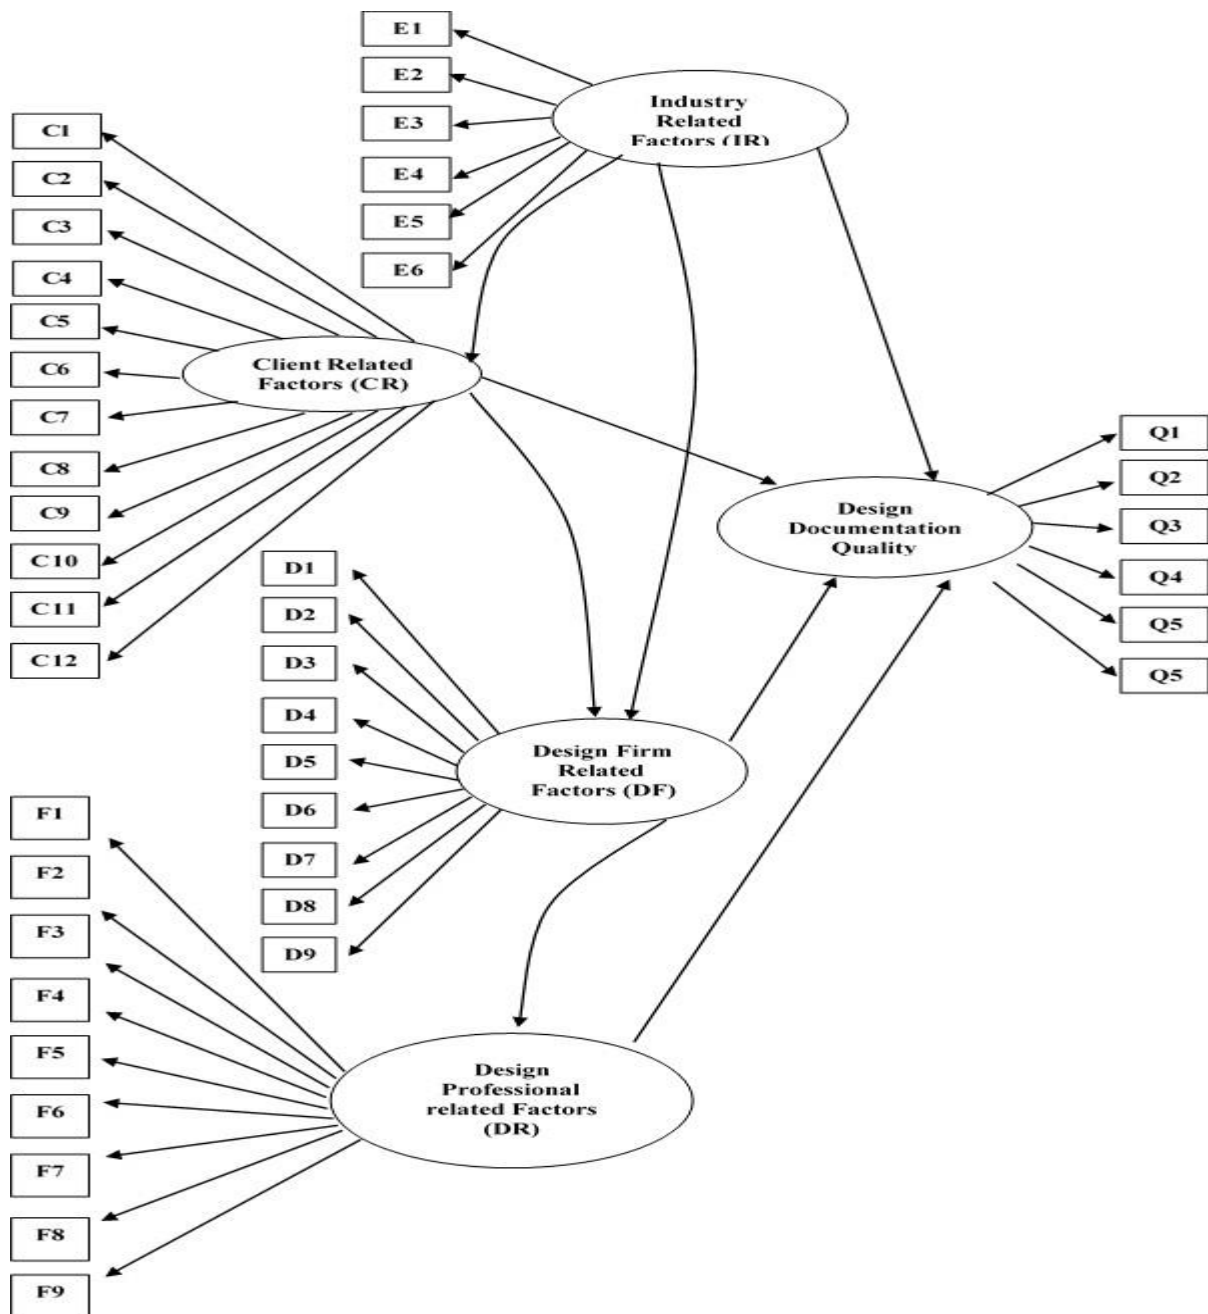 E1
E2
E3
E4
E5
E6
Industry
Related
Factors (IR)
C1
C2
C3
C4
C5
C6
C7
C8
C9
C10
C11
C12
Client Related
Factors (CR)
Q1
Q2
Q3
Q4
Q5
Q5
Design
Documentation
Quality
D1
D2
D3
D4
D5
D6
D7
D8
D9
Design Firm
Related
Factors (DF)
F1
F2
F3
F4
F5
F6
F7
F8
F9
Design
Professional
related Factors
(DR)